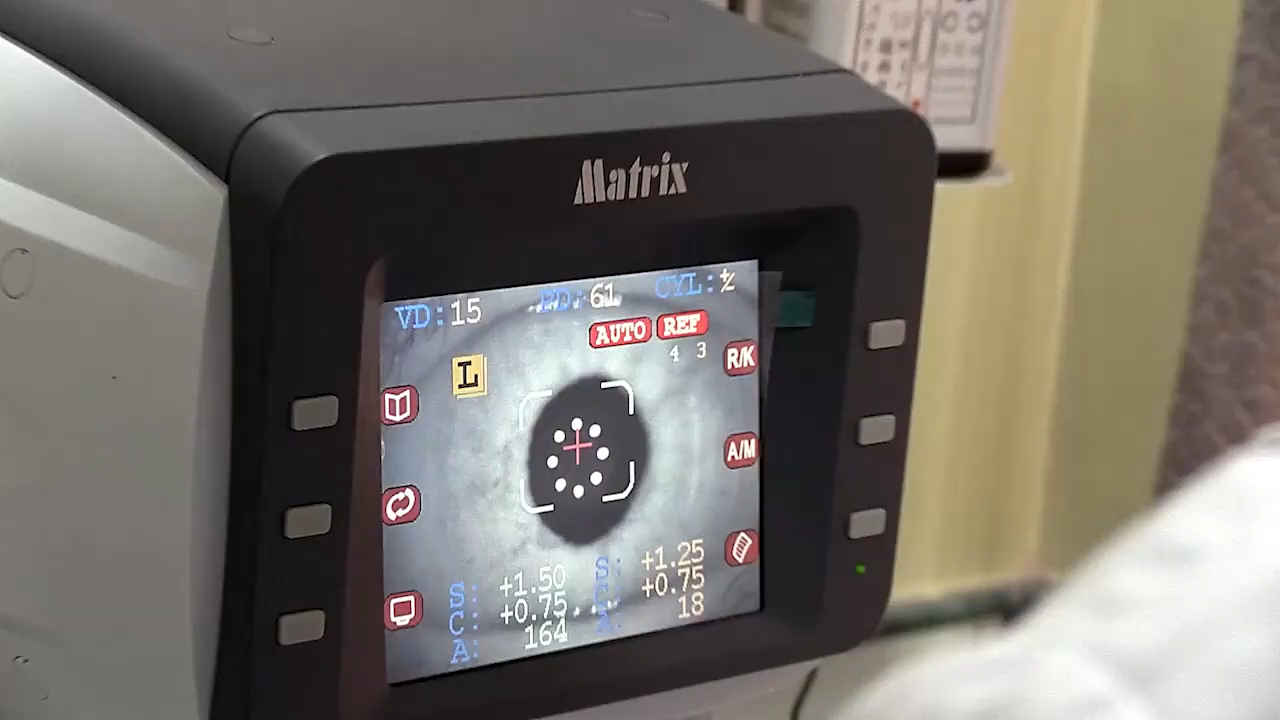 Matrix
VD:15 PD:61 CYL:±
AUTO REF
4 3
R/K
L
A/M
S: +1.50 S: +1.25
C: +0.75 C: +0.75
A: 164 A: 18